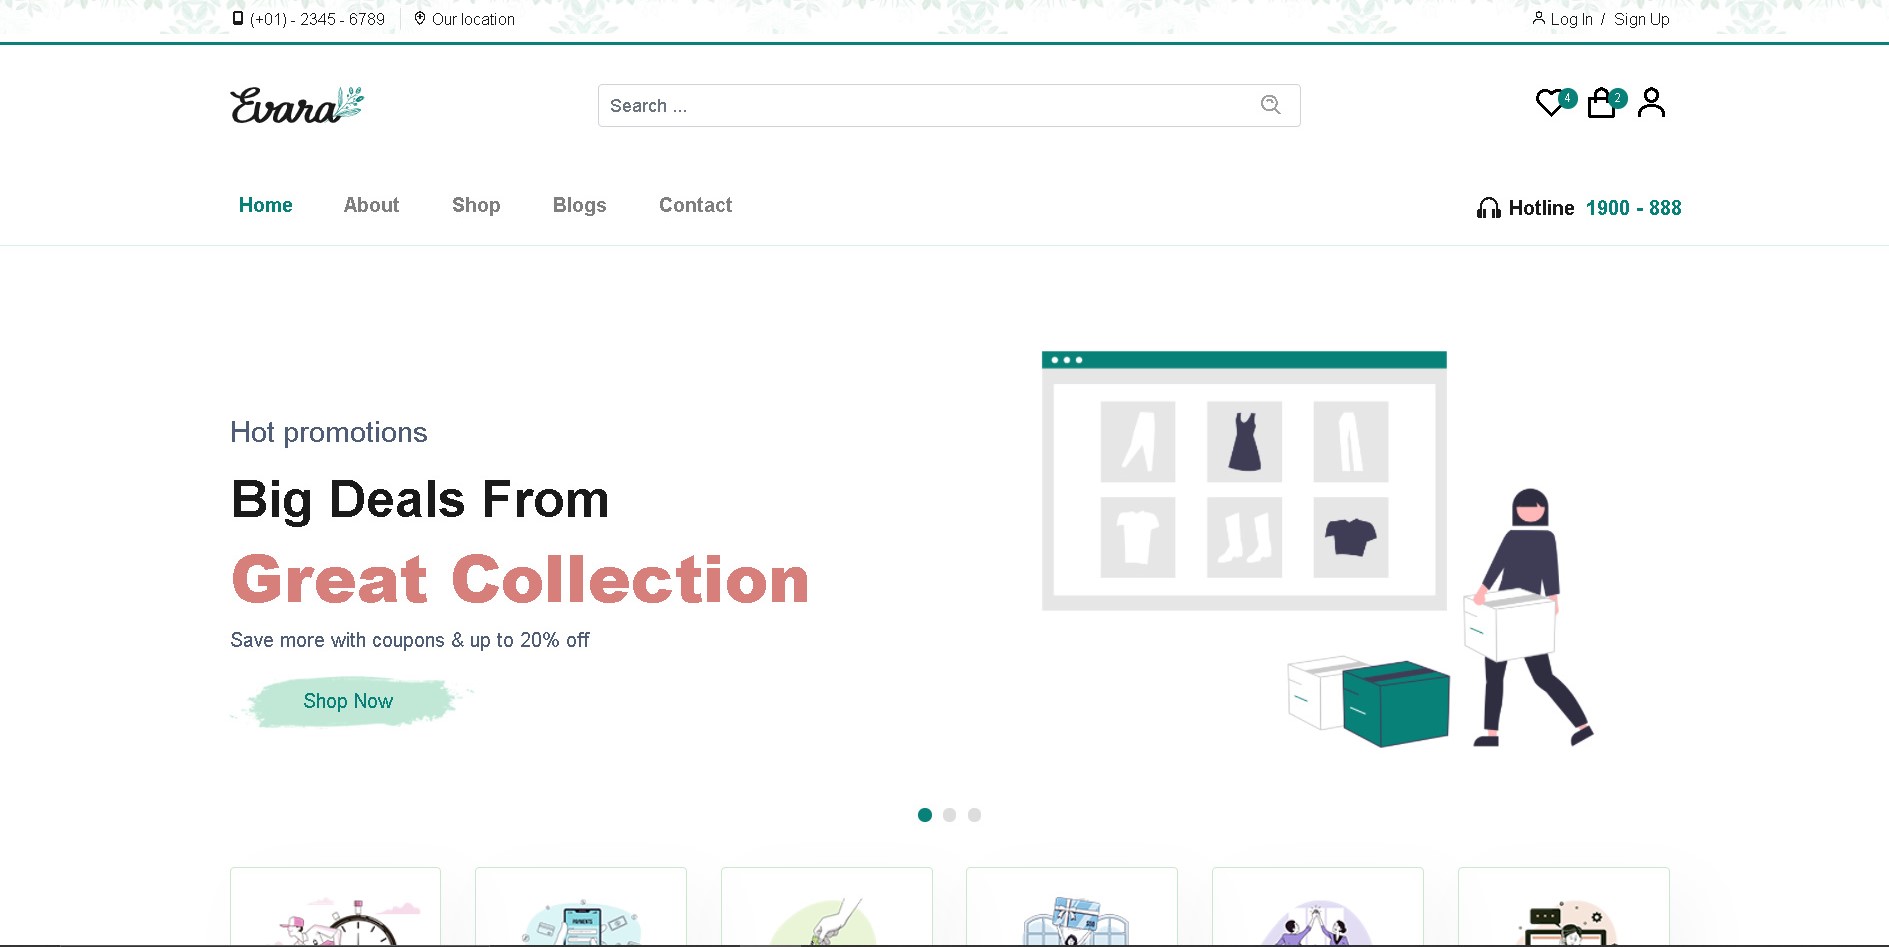 (+01) - 2345 - 6789
Our location
Log In / Sign Up
Evara
Search ...
4
2
Home
About
Shop
Blogs
Contact
Hotline 1900 - 888
Hot promotions
Big Deals From
Great Collection
Save more with coupons & up to 20% off
Shop Now
PAYMENTS